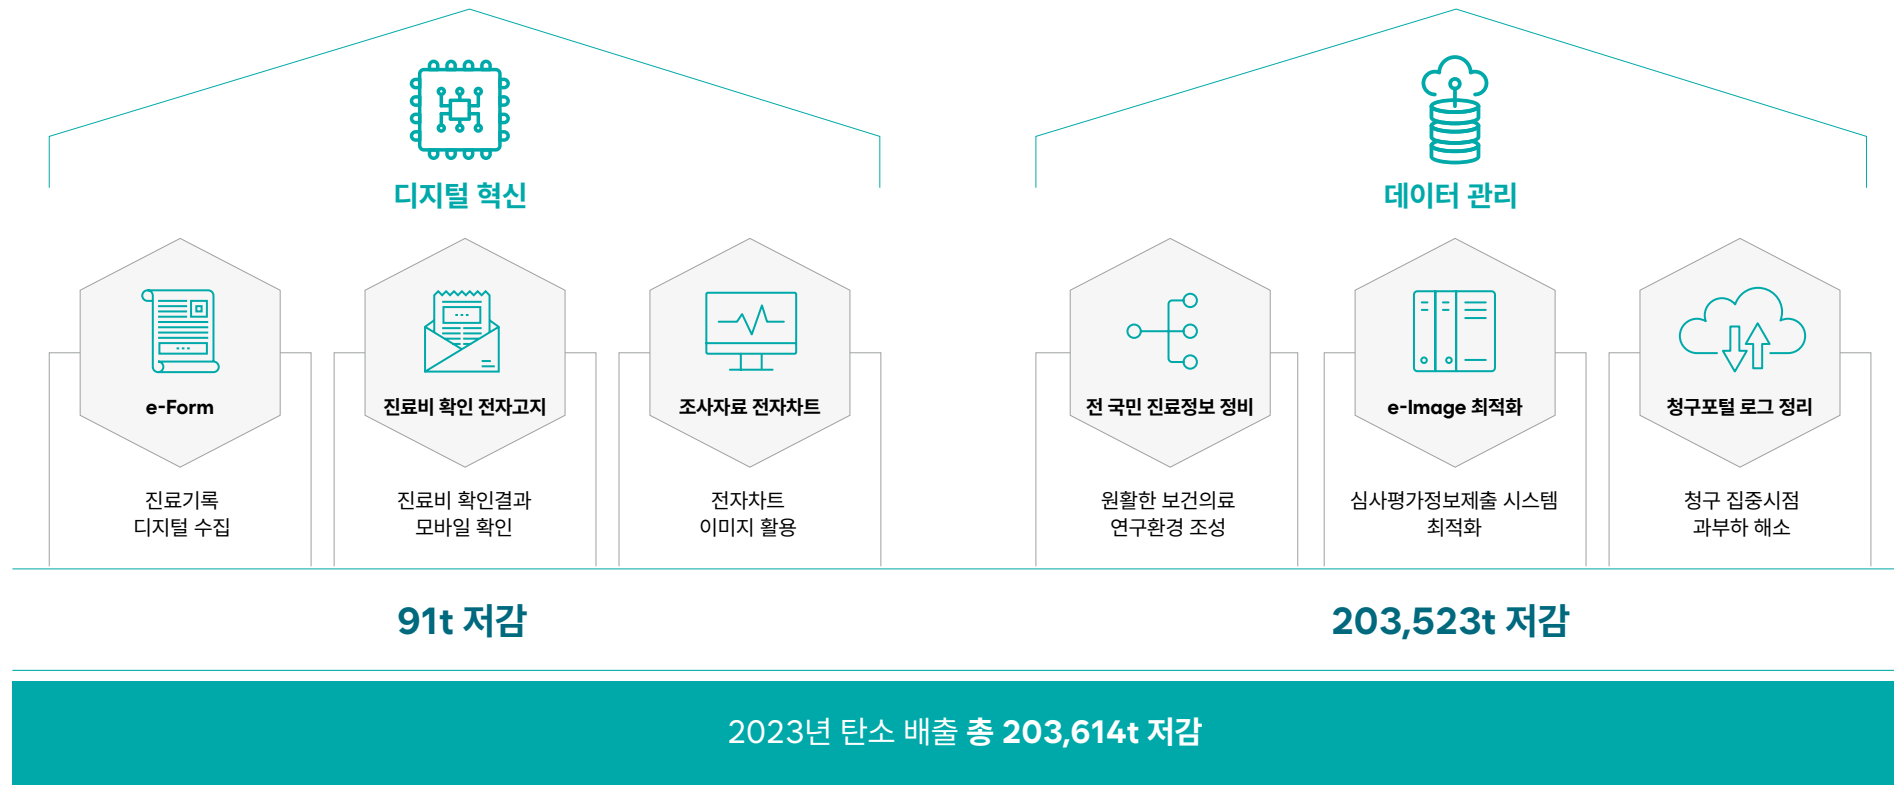 디지털 혁신
e-Form
진료기록
디지털 수집
진료비 확인 전자고지
진료비 확인결과
모바일 확인
조사자료 전자차트
전자차트
이미지 활용
91t 저감
데이터 관리
전 국민 진료정보 정비
원활한 보건의료
연구환경 조성
e-Image 최적화
심사평가정보제출 시스템
최적화
청구포털 로그 정리
청구 집중시점
과부하 해소
203,523t 저감
2023년 탄소 배출 총 203,614t 저감